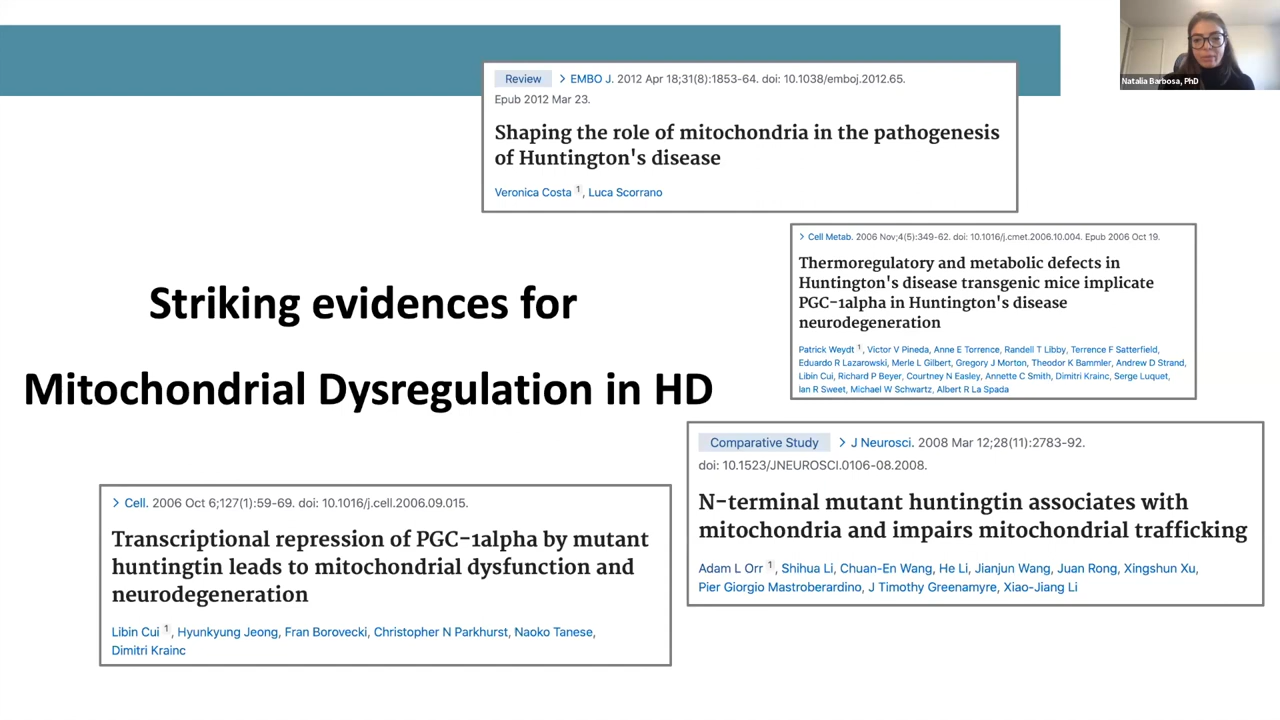 Natalia Barbosa, PhD
Review > EMBO J. 2012 Apr 18;31(8):1853-64. doi: 10.1038/emboj.2012.65.
Epub 2012 Mar 23.
Shaping the role of mitochondria in the pathogenesis
of Huntington's disease
Veronica Costa 1, Luca Scorrano
> Cell Metab. 2006 Nov;4(5):349-62. doi: 10.1016/j.cmet.2006.10.004. Epub 2006 Oct 19.
Thermoregulatory and metabolic defects in
Huntington's disease transgenic mice implicate
PGC-1alpha in Huntington's disease
neurodegeneration
Patrick Weydt 1, Victor V Pineda, Anne E Torrence, Randell T Libby, Terrence F Satterfield,
Eduardo R Lazarowski, Merle L Gilbert, Gregory J Morton, Theodor K Bammler, Andrew D Strand,
Libin Cui, Richard P Beyer, Courtney N Easley, Annette C Smith, Dimitri Krainc, Serge Luquet,
Ian R Sweet, Michael W Schwartz, Albert R La Spada
Striking evidences for
Mitochondrial Dysregulation in HD
Comparative Study > J Neurosci. 2008 Mar 12;28(11):2783-92.
doi: 10.1523/JNEUROSCI.0106-08.2008.
N-terminal mutant huntingtin associates with
mitochondria and impairs mitochondrial trafficking
Adam L Orr 1, Shihua Li, Chuan-En Wang, He Li, Jianjun Wang, Juan Rong, Xingshun Xu,
Pier Giorgio Mastroberardino, J Timothy Greenamyre, Xiao-Jiang Li
> Cell. 2006 Oct 6;127(1):59-69. doi: 10.1016/j.cell.2006.09.015.
Transcriptional repression of PGC-1alpha by mutant
huntingtin leads to mitochondrial dysfunction and
neurodegeneration
Libin Cui 1, Hyunkyung Jeong, Fran Borovecki, Christopher N Parkhurst, Naoko Tanese,
Dimitri Krainc